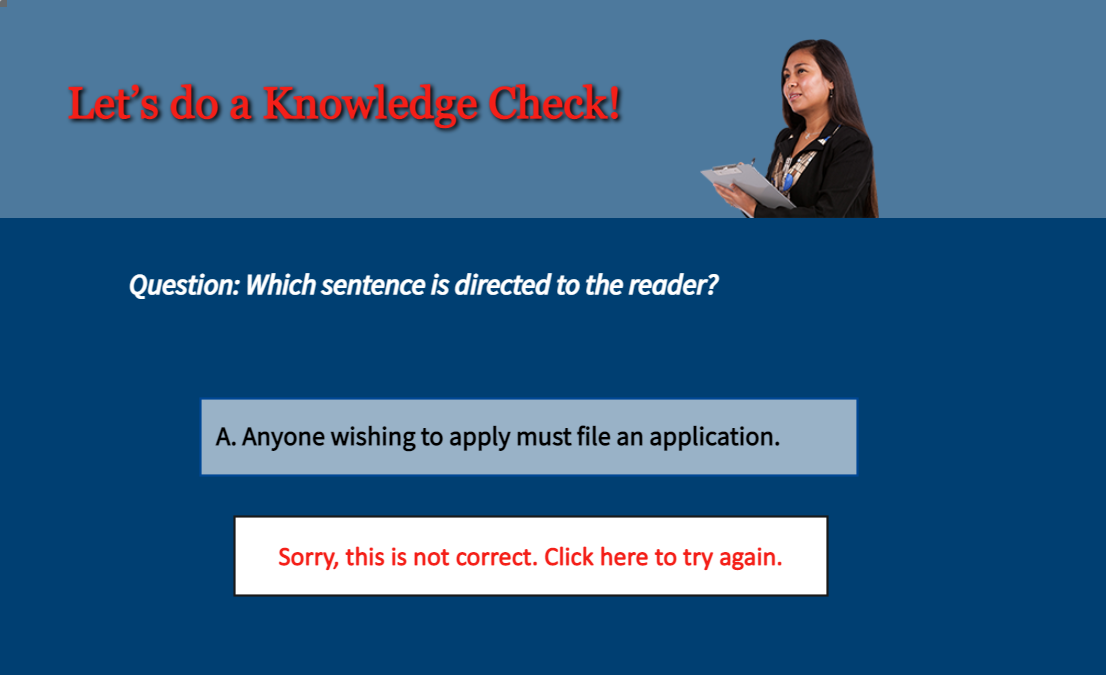 Let’s do a Knowledge Check!
Question: Which sentence is directed to the reader?
A. Anyone wishing to apply must file an application.
Sorry, this is not correct. Click here to try again.